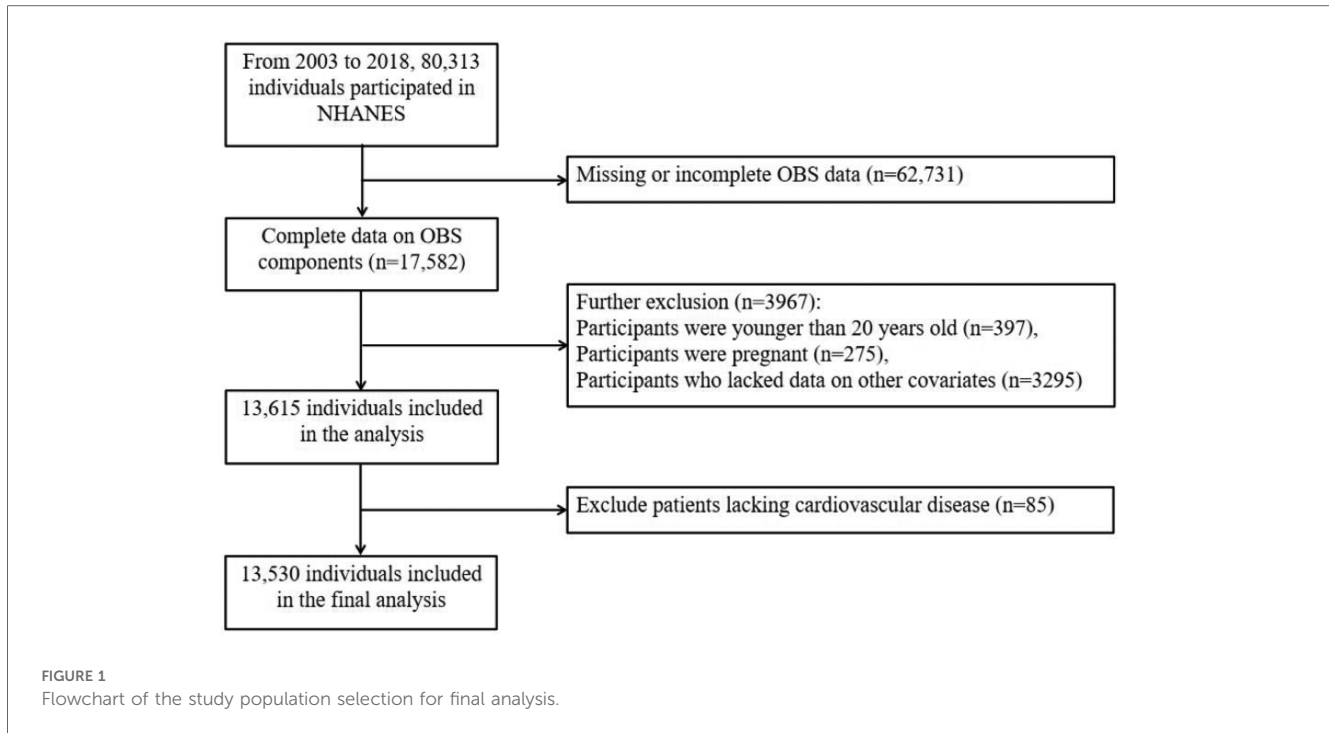 From 2003 to 2018, 80,313
individuals participated in
NHANES
Missing or incomplete OBS data (n=62,731)
Complete data on OBS
components (n=17,582)
Further exclusion (n=3967):
Participants were younger than 20 years old (n=397),
Participants were pregnant (n=275),
Participants who lacked data on other covariates (n=3295)
13,615 individuals included
in the analysis
Exclude patients lacking cardiovascular disease (n=85)
13,530 individuals included
in the final analysis
FIGURE 1
Flowchart of the study population selection for final analysis.